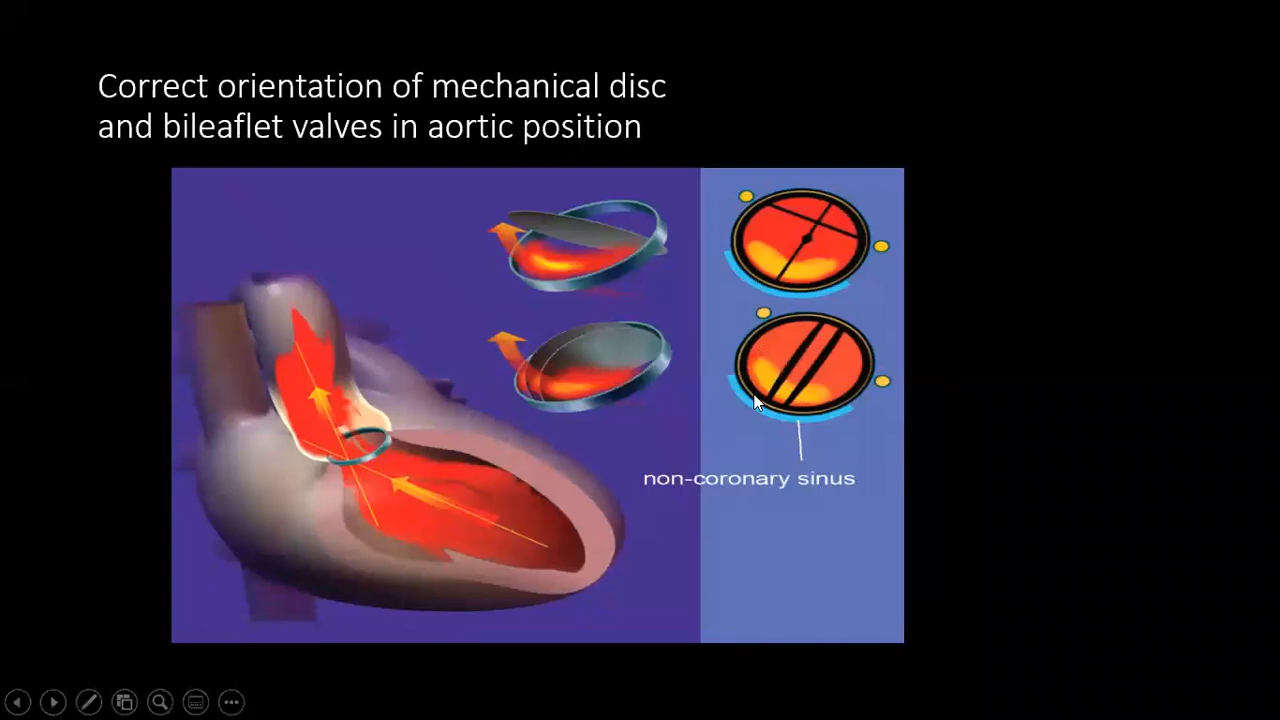 Correct orientation of mechanical disc
and bileaflet valves in aortic position
non-coronary sinus